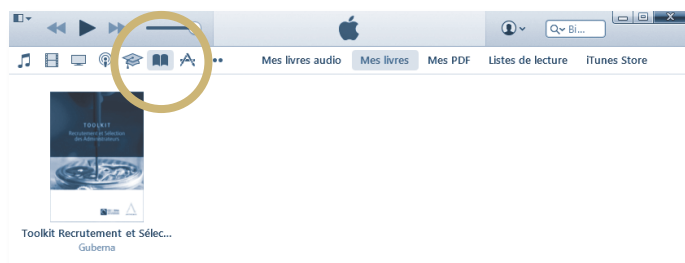 Bi...
Mes livres audio Mes livres Mes PDF Listes de lecture iTunes Store
TOOLKIT
Recrutement et Sélection
des Administrateurs
Toolkit Recrutement et Sélec...
Guberna